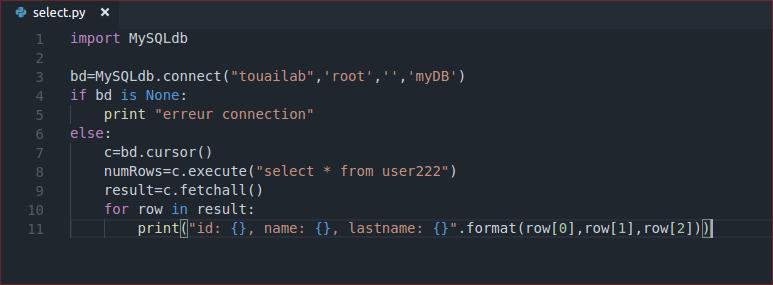 select.py ×
1 import MySQLdb
2
3 bd=MySQLdb.connect("touailab",'root','','myDB')
4 if bd is None:
5     print "erreur connection"
6 else:
7     c=bd.cursor()
8     numRows=c.execute("select * from user222")
9     result=c.fetchall()
10     for row in result:
11         print("id: {}, name: {}, lastname: {}".format(row[0],row[1],row[2]))